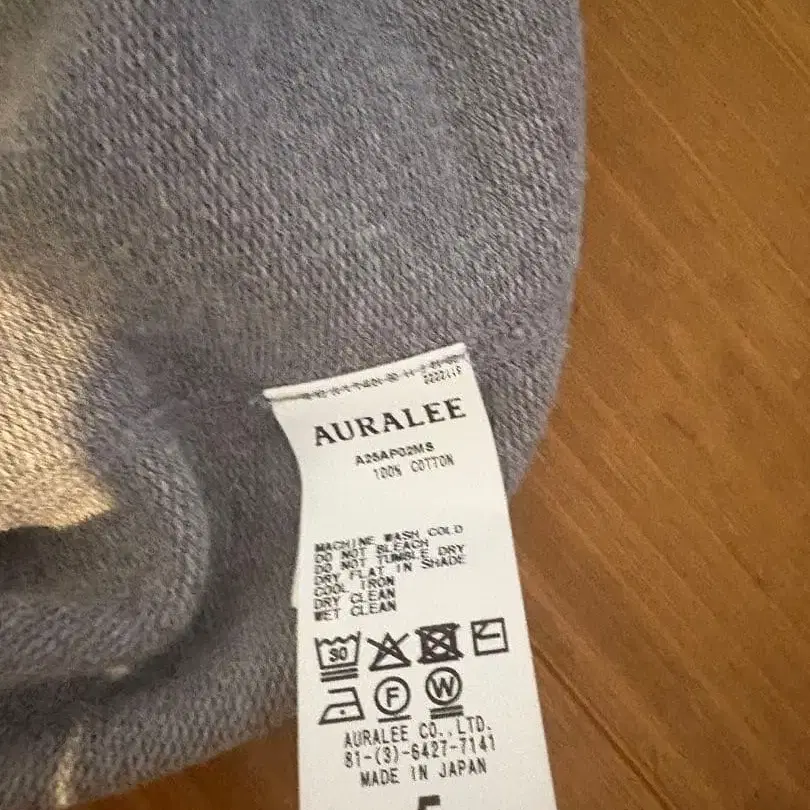 AURALEE
A25AP02MS
100% COTTON
MACHINE WASH COLD
DO NOT BLEACH
DO NOT TUMBLE DRY
DRY FLAT IN SHADE
COOL IRON
DRY CLEAN
WET CLEAN
30
F W
AURALEE CO.,LTD.
81-(3)-6427-7141
MADE IN JAPAN